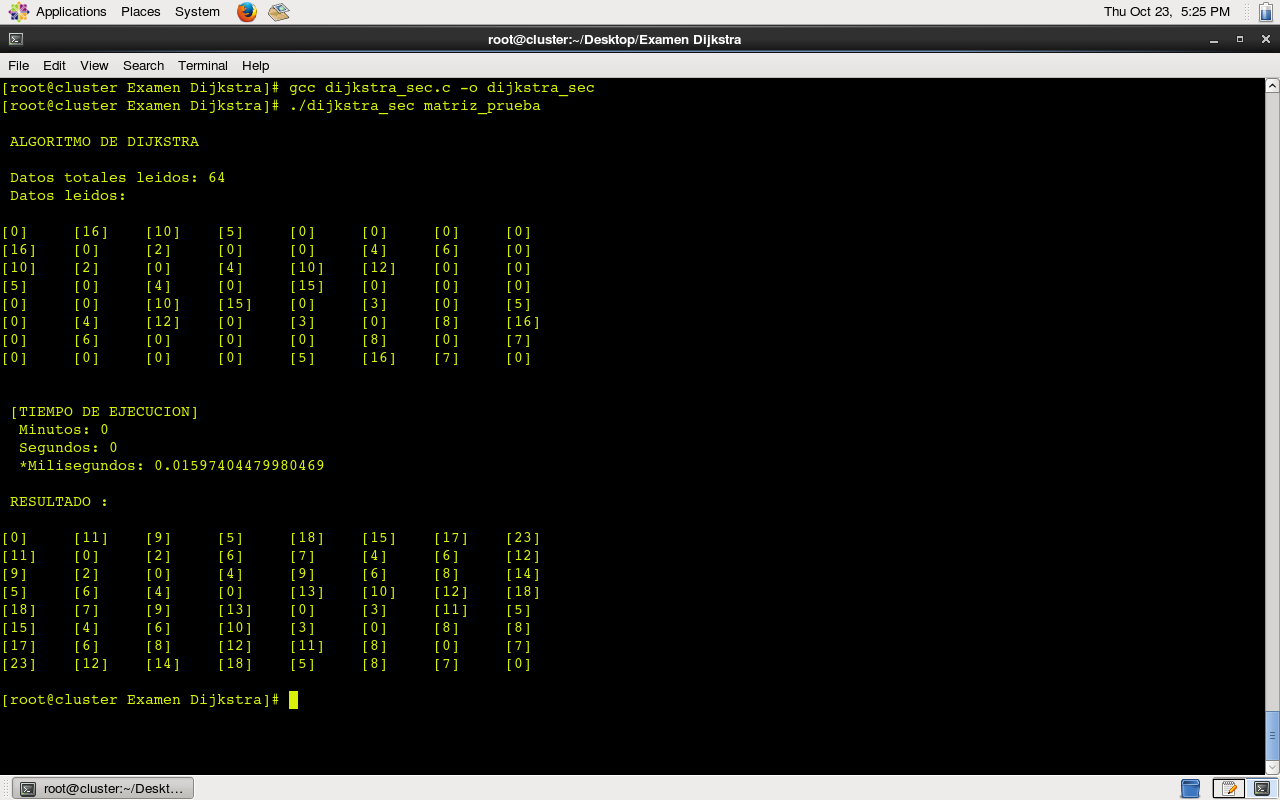 Applications Places System Thu Oct 23, 5:25 PM
root@cluster:~/Desktop/Examen Dijkstra
File Edit View Search Terminal Help
[root@cluster Examen Dijkstra]# gcc dijkstra_sec.c -o dijkstra_sec
[root@cluster Examen Dijkstra]# ./dijkstra_sec matriz_prueba
ALGORITMO DE DIJKSTRA
Datos totales leidos: 64
Datos leidos:
[0] [16] [10] [5] [0] [0] [0] [0]
[16] [0] [2] [0] [0] [4] [6] [0]
[10] [2] [0] [4] [10] [12] [0] [0]
[5] [0] [4] [0] [15] [0] [0] [0]
[0] [0] [10] [15] [0] [3] [0] [5]
[0] [4] [12] [0] [3] [0] [8] [16]
[0] [6] [0] [0] [0] [8] [0] [7]
[0] [0] [0] [0] [5] [16] [7] [0]
[TIEMPO DE EJECUCION]
Minutos: 0
Segundos: 0
*Milisegundos: 0.01597404479980469
RESULTADO :
[0] [11] [9] [5] [18] [15] [17] [23]
[11] [0] [2] [6] [7] [4] [6] [12]
[9] [2] [0] [4] [9] [6] [8] [14]
[5] [6] [4] [0] [13] [10] [12] [18]
[18] [7] [9] [13] [0] [3] [11] [5]
[15] [4] [6] [10] [3] [0] [8] [8]
[17] [6] [8] [12] [11] [8] [0] [7]
[23] [12] [14] [18] [5] [8] [7] [0]
[root@cluster Examen Dijkstra]#
root@cluster:~/Deskt...